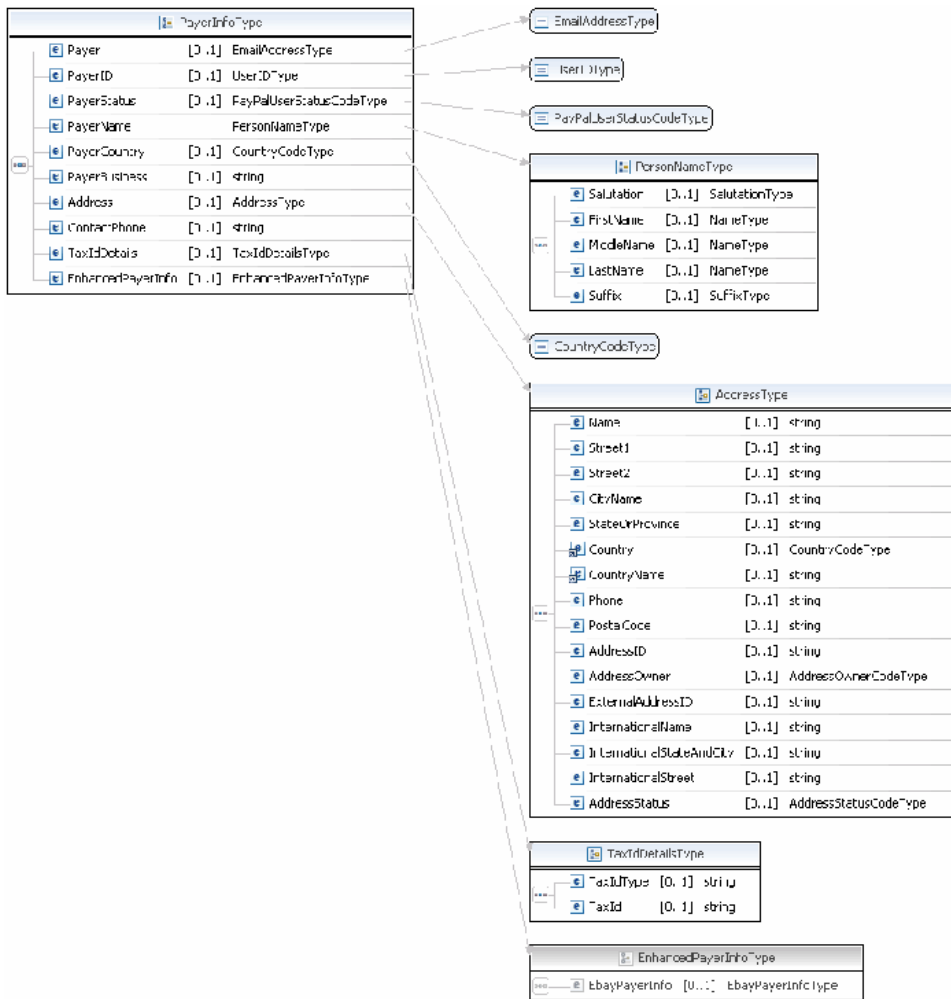 PayerInfoType
Payer [0..1] EmailAddressType
PayerID [0..1] UserIDType
PayerStatus [0..1] PayPalUserStatusCodeType
PayerName PersonNameType
PayerCountry [0..1] CountryCodeType
PayerBusiness [0..1] string
Address [0..1] AddressType
ContactPhone [0..1] string
TaxIdDetails [0..1] TaxIdDetailsType
EnhancedPayerInfo [0..1] EnhancedPayerInfoType
EmailAddressType
UserIDType
PayPalUserStatusCodeType
PersonNameType
Salutation [0..1] SalutationType
FirstName [0..1] NameType
MiddleName [0..1] NameType
LastName [0..1] NameType
Suffix [0..1] SuffixType
CountryCodeType
AddressType
Name [0..1] string
Street1 [0..1] string
Street2 [0..1] string
CityName [0..1] string
StateOrProvince [0..1] string
Country [0..1] CountryCodeType
CountryName [0..1] string
Phone [0..1] string
PostalCode [0..1] string
AddressID [0..1] string
AddressOwner [0..1] AddressOwnerCodeType
ExternalAddressID [0..1] string
InternationalName [0..1] string
InternationalStateAndCity [0..1] string
InternationalStreet [0..1] string
AddressStatus [0..1] AddressStatusCodeType
TaxIdDetailsType
TaxIdType [0..1] string
TaxId [0..1] string
EnhancedPayerInfoType
EbayPayerInfo [0..1] EbayPayerInfoType